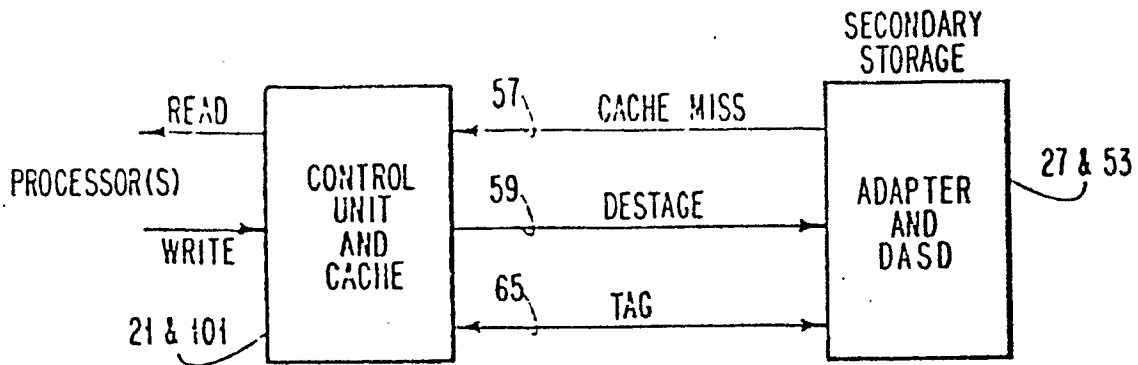 SECONDARY
STORAGE
READ
57
CACHE MISS
PROCESSOR(S)
CONTROL
UNIT
AND
CACHE
59
DESTAGE
ADAPTER
AND
DASD
27 & 53
WRITE
65
TAG
21 & 101